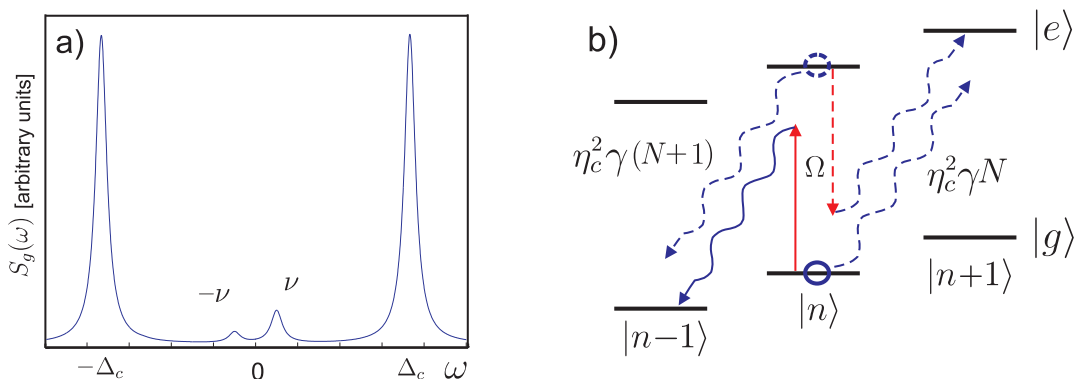 a)
S_g(ω) [arbitrary units]
−ν
ν
−Δ_c
0
Δ_c
ω
b)
|e⟩
η_c^2γ(N+1)
Ω
η_c^2γN
|g⟩
|n+1⟩
|n⟩
|n−1⟩